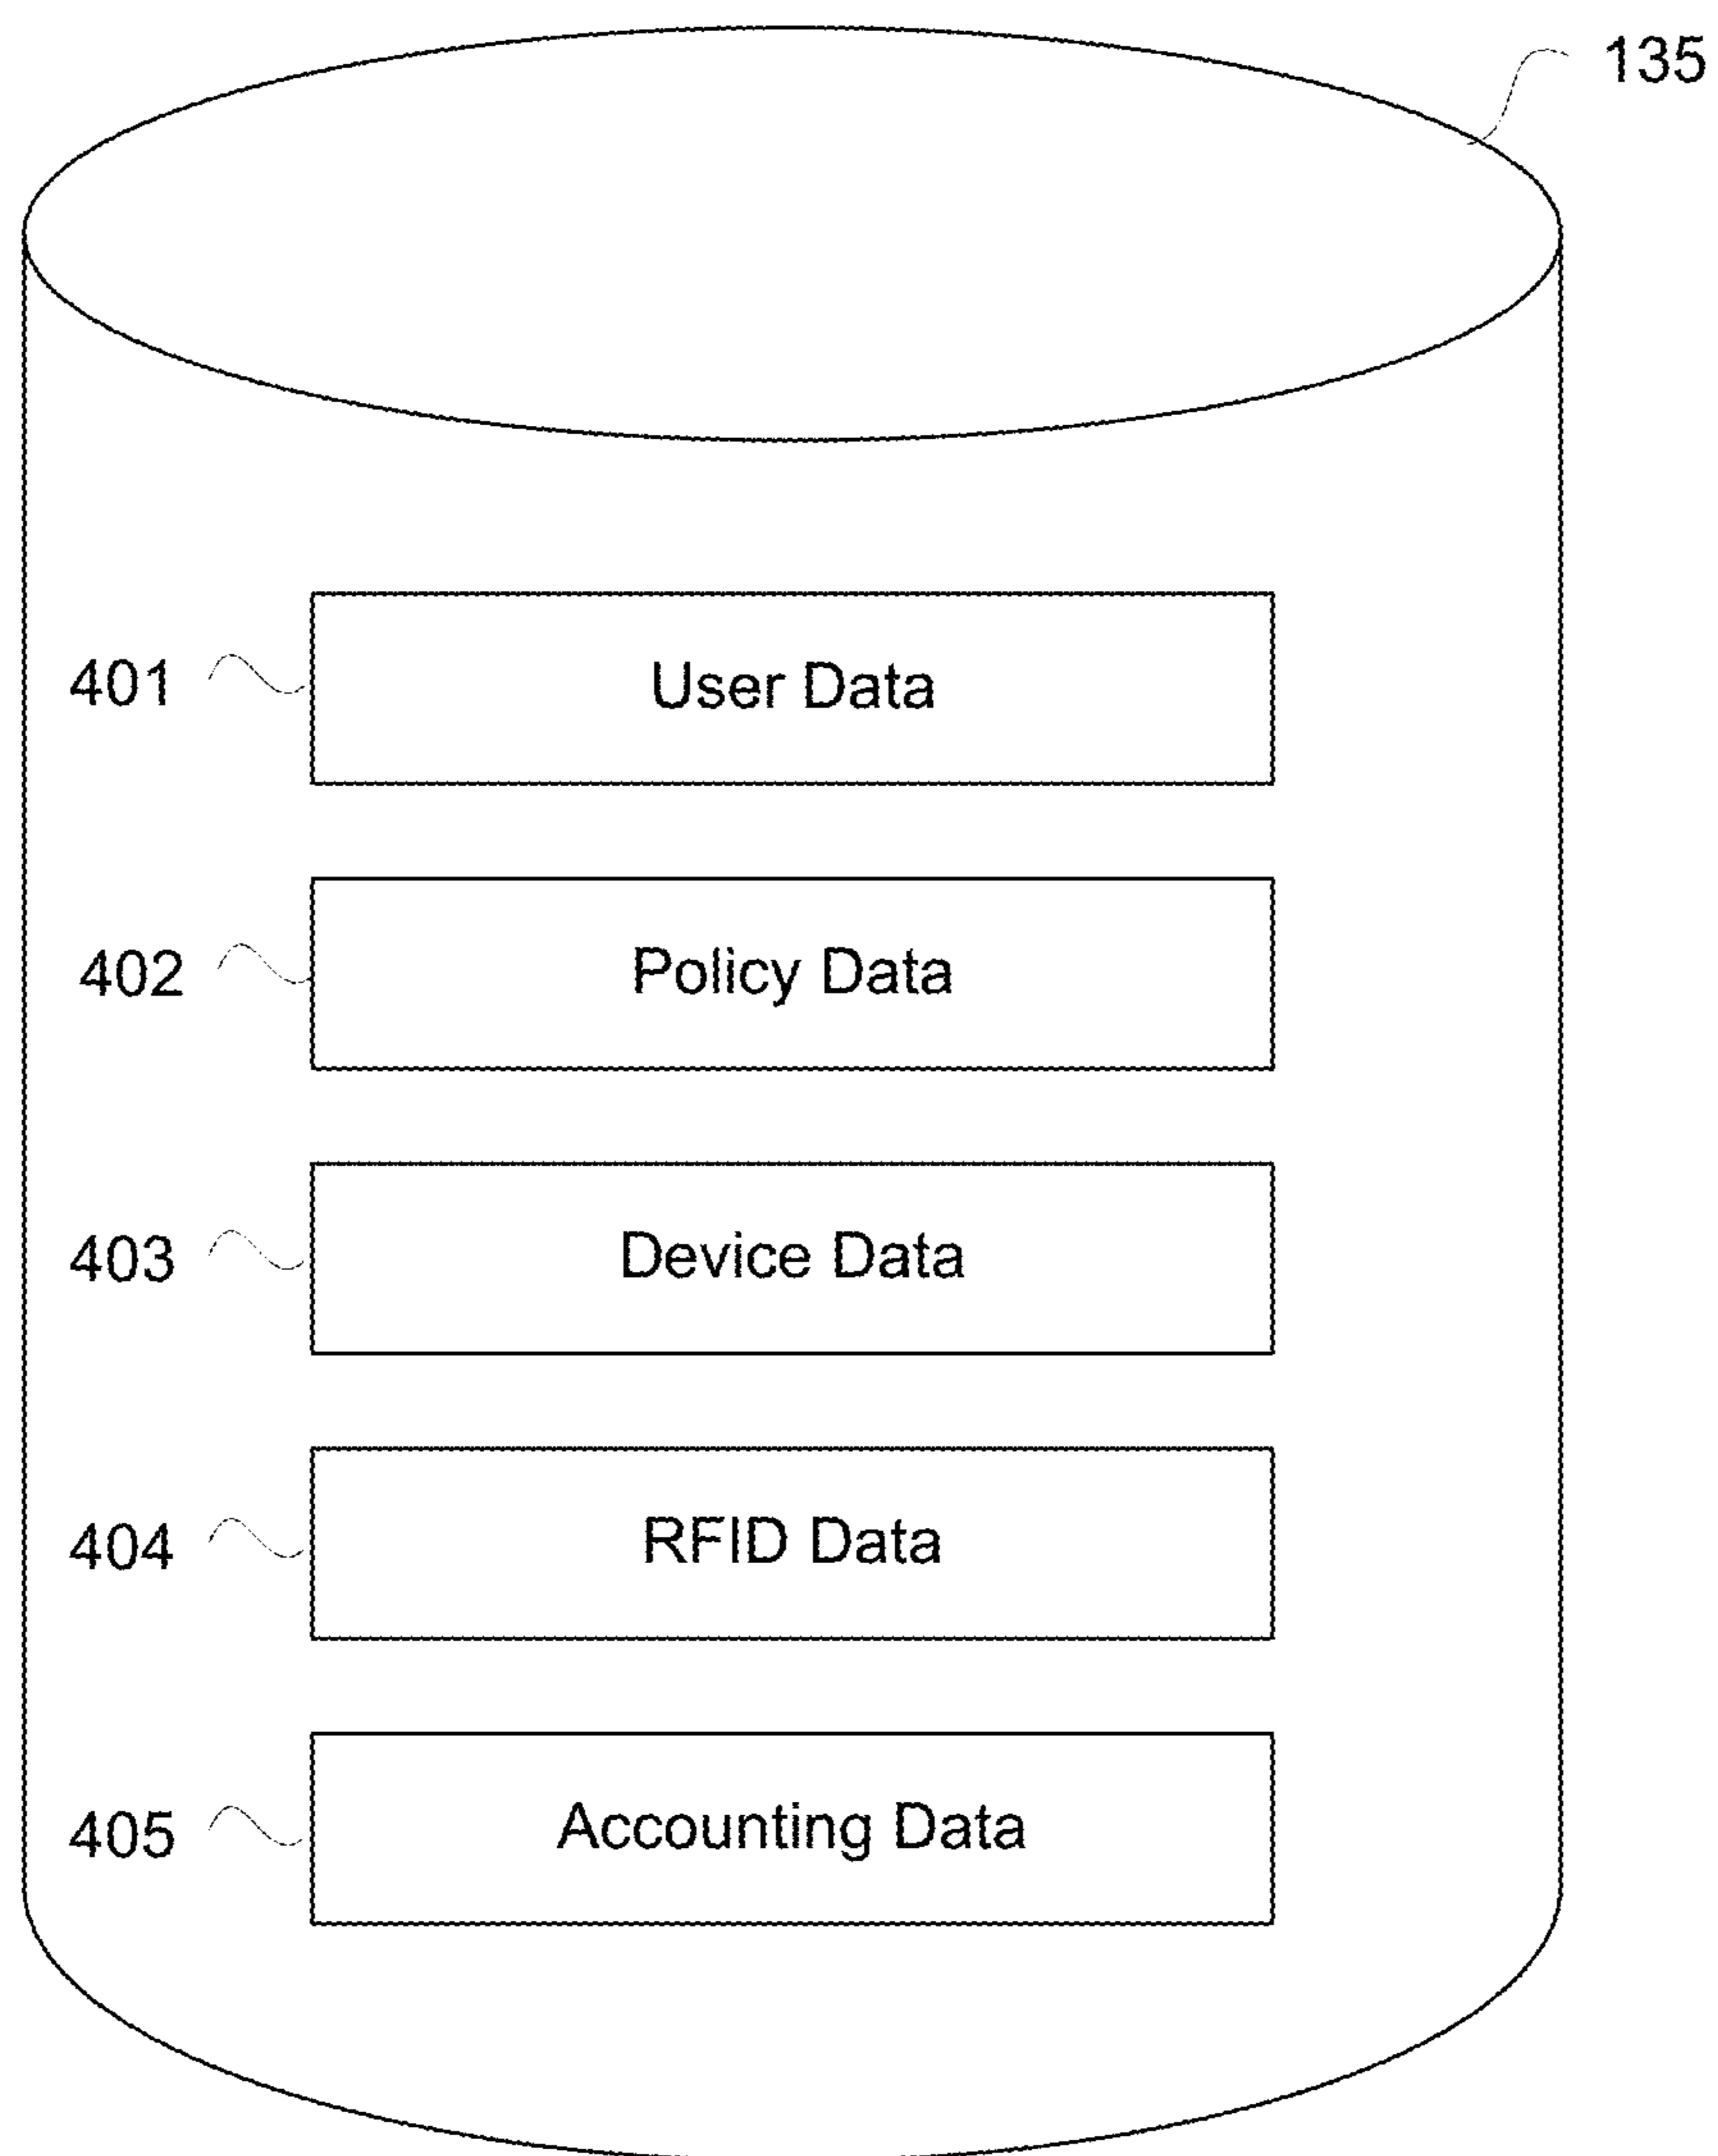 135
401 User Data
402 Policy Data
403 Device Data
404 RFID Data
405 Accounting Data